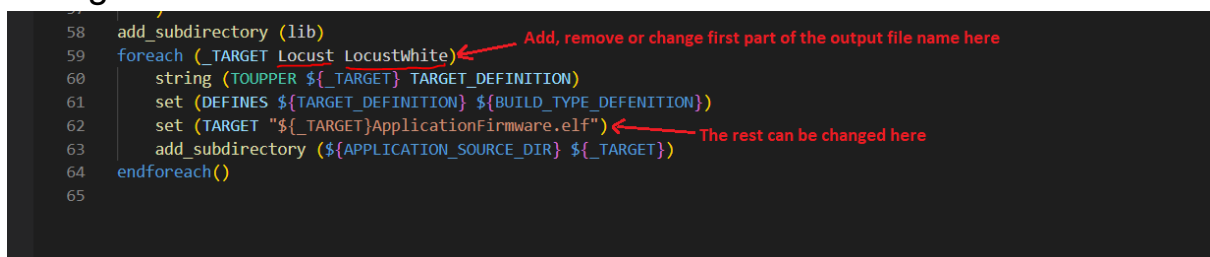 58 add_subdirectory (lib)
Add, remove or change first part of the output file name here
59 foreach (_TARGET Locust LocustWhite)
60 string (TOUPPER ${_TARGET} TARGET_DEFINITION)
61 set (DEFINES ${TARGET_DEFINITION} ${BUILD_TYPE_DEFENITION})
62 set (TARGET "${_TARGET}ApplicationFirmware.elf")
The rest can be changed here
63 add_subdirectory (${APPLICATION_SOURCE_DIR} ${_TARGET})
64 endforeach()
65